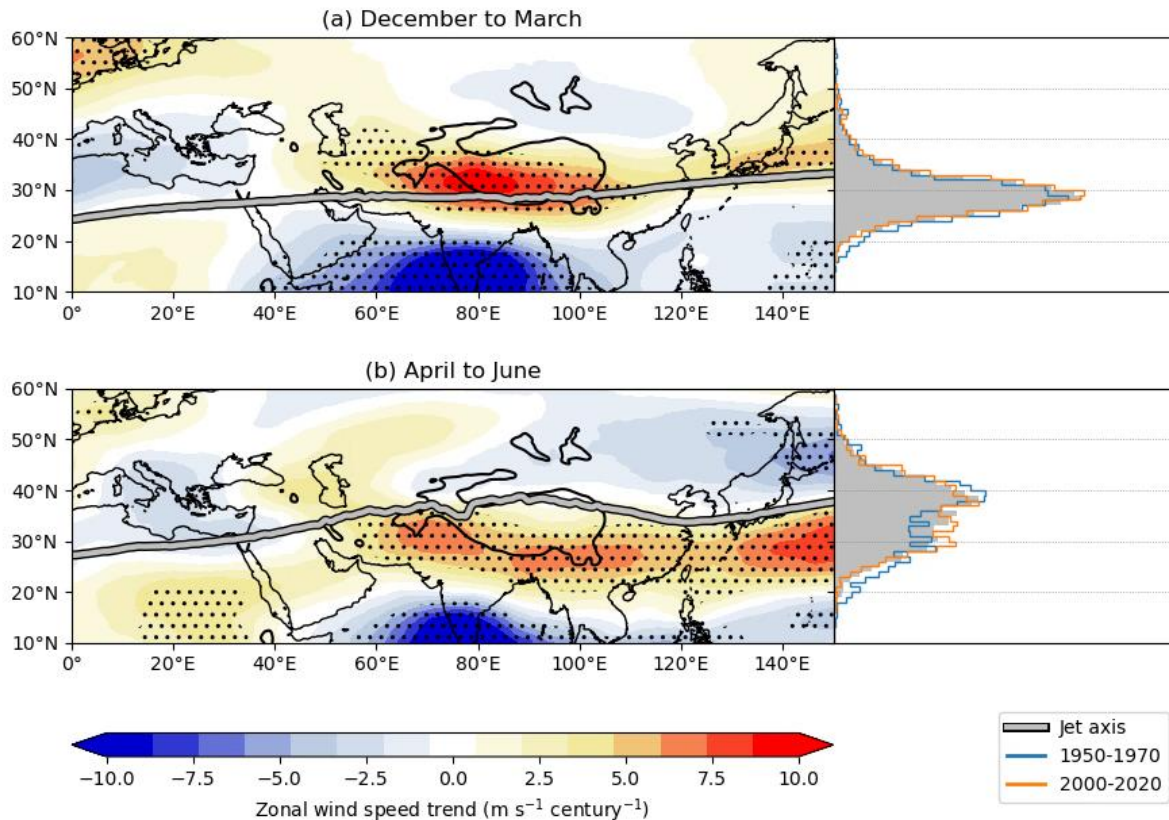 (a) December to March
60°N
50°N
40°N
30°N
20°N
10°N
0° 20°E 40°E 60°E 80°E 100°E 120°E 140°E
(b) April to June
60°N
50°N
40°N
30°N
20°N
10°N
0° 20°E 40°E 60°E 80°E 100°E 120°E 140°E
−10.0 −7.5 −5.0 −2.5 0.0 2.5 5.0 7.5 10.0
Zonal wind speed trend (m s⁻¹ century⁻¹)
Jet axis
1950-1970
2000-2020